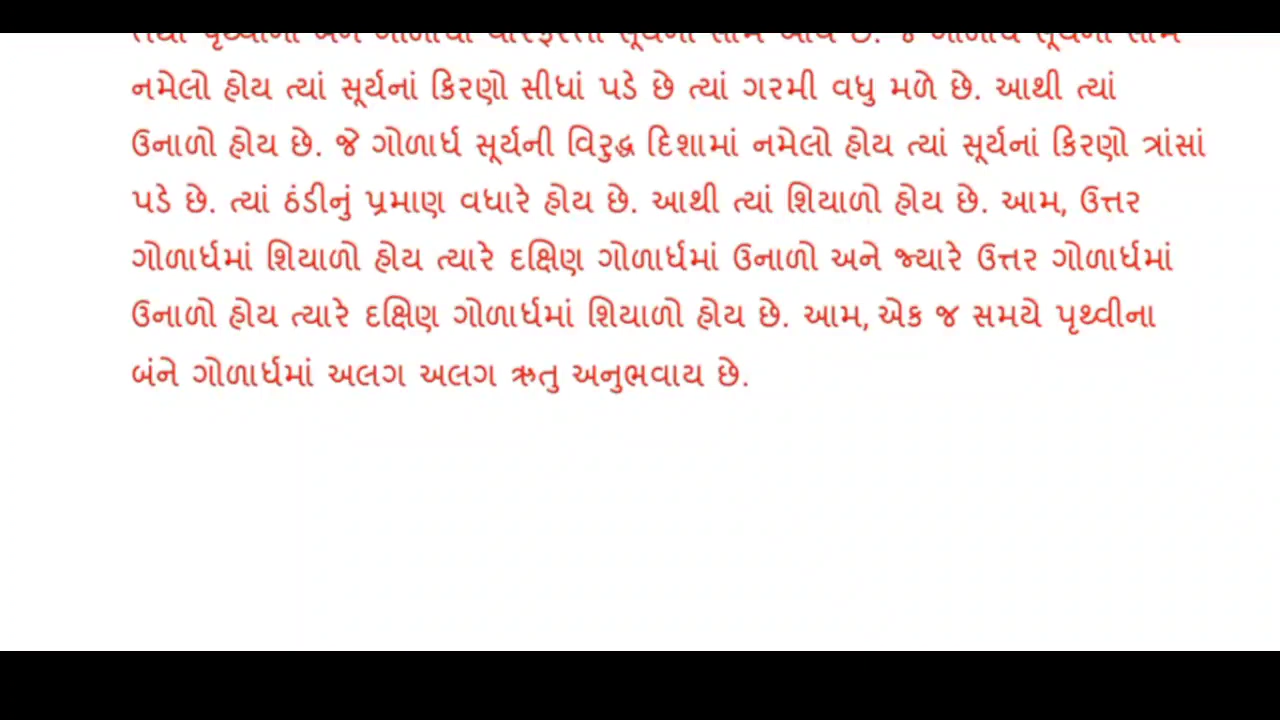 નમેલો હોય ત્યાં સૂર્યનાં કિરણો સીધાં પડે છે ત્યાં ગરમી વધુ મળે છે. આથી ત્યાં
ઉનાળો હોય છે. જે ગોળાર્ધ સૂર્યની વિરુદ્ધ દિશામાં નમેલો હોય ત્યાં સૂર્યનાં કિરણો ત્રાંસાં
પડે છે. ત્યાં ઠંડીનું પ્રમાણ વધારે હોય છે. આથી ત્યાં શિયાળો હોય છે. આમ, ઉત્તર
ગોળાર્ધમાં શિયાળો હોય ત્યારે દક્ષિણ ગોળાર્ધમાં ઉનાળો અને જ્યારે ઉત્તર ગોળાર્ધમાં
ઉનાળો હોય ત્યારે દક્ષિણ ગોળાર્ધમાં શિયાળો હોય છે. આમ, એક જ સમયે પૃથ્વીના
બંને ગોળાર્ધમાં અલગ અલગ ઋતુ અનુભવાય છે.